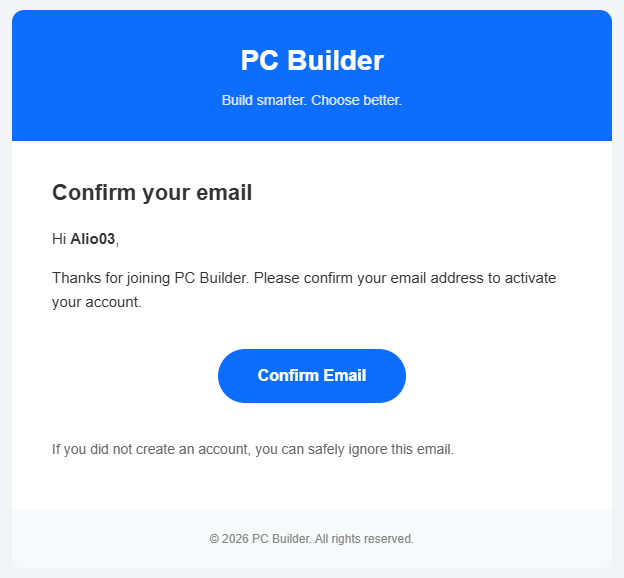 PC Builder
Build smarter. Choose better.
Confirm your email
Hi Alio03,
Thanks for joining PC Builder. Please confirm your email address to activate
your account.
Confirm Email
If you did not create an account, you can safely ignore this email.
© 2026 PC Builder. All rights reserved.